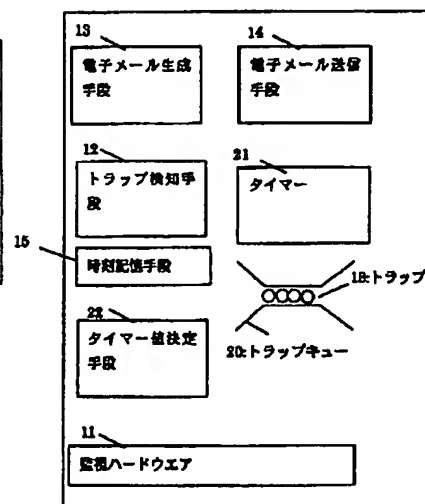 13
電子メール生成
手段
14
電子メール送信
手段
12
トラップ検知手
段
21
タイマー
15
時刻記憶手段
18:トラップ
22
タイマー値決定
手段
20:トラップキュー
11
監視ハードウエア